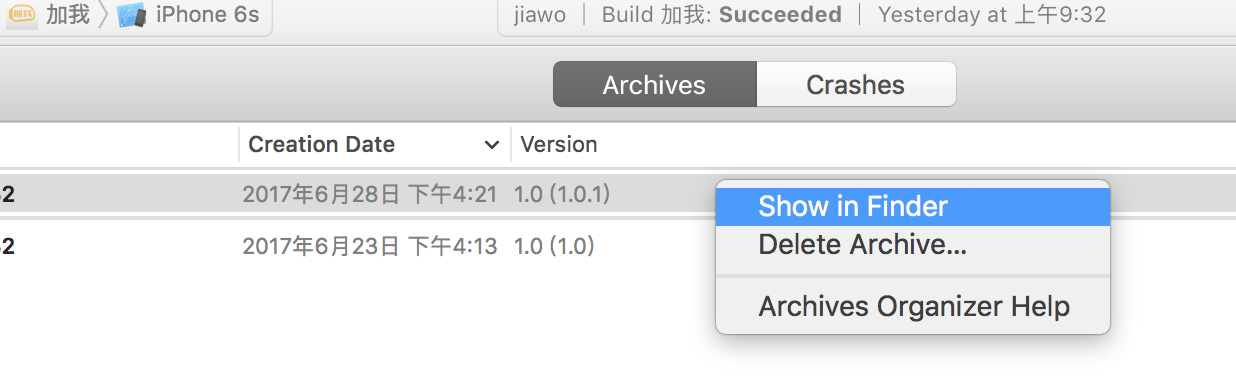 加我 iPhone 6s jiawo | Build 加我: Succeeded | Yesterday at 上午9:32
Archives Crashes
Creation Date Version
2 2017年6月28日 下午4:21 1.0 (1.0.1)
Show in Finder
Delete Archive...
2 2017年6月23日 下午4:13 1.0 (1.0)
Archives Organizer Help